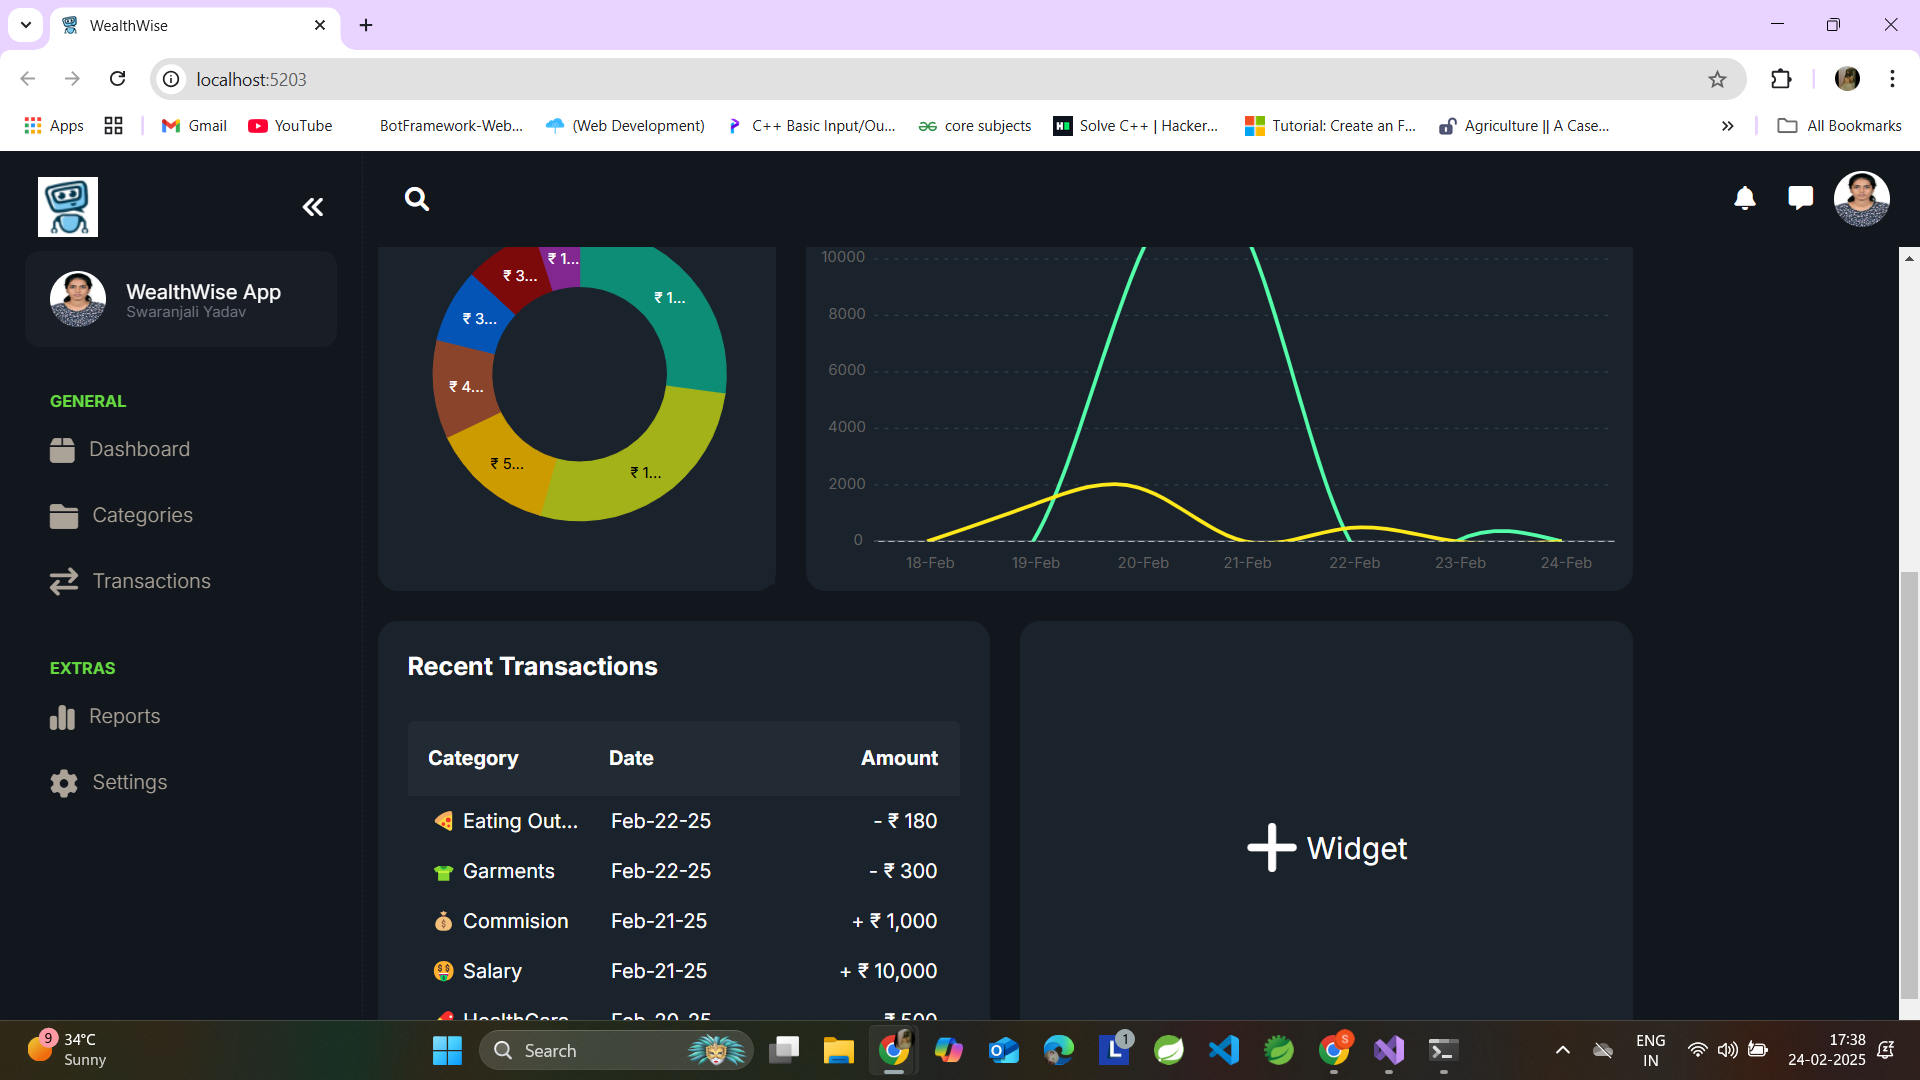 WealthWise
localhost:5203
Apps
Gmail
YouTube
BotFramework-Web...
(Web Development)
C++ Basic Input/Ou...
core subjects
Solve C++ | Hacker...
Tutorial: Create an F...
Agriculture || A Case...
All Bookmarks
WealthWise App
Swaranjali Yadav
GENERAL
Dashboard
Categories
Transactions
EXTRAS
Reports
Settings
₹ 1...
₹ 3...
₹ 1...
₹ 3...
₹ 4...
₹ 5...
₹ 1...
10000
8000
6000
4000
2000
0
18-Feb 19-Feb 20-Feb 21-Feb 22-Feb 23-Feb 24-Feb
Recent Transactions
Category Date Amount
Eating Out... Feb-22-25 - ₹ 180
Garments Feb-22-25 - ₹ 300
Commision Feb-21-25 + ₹ 1,000
Salary Feb-21-25 + ₹ 10,000
HealthCare Feb-20-25 ₹ 500
Widget
9
34°C
Sunny
Search
L
1
S
ENG
IN
17:38
24-02-2025